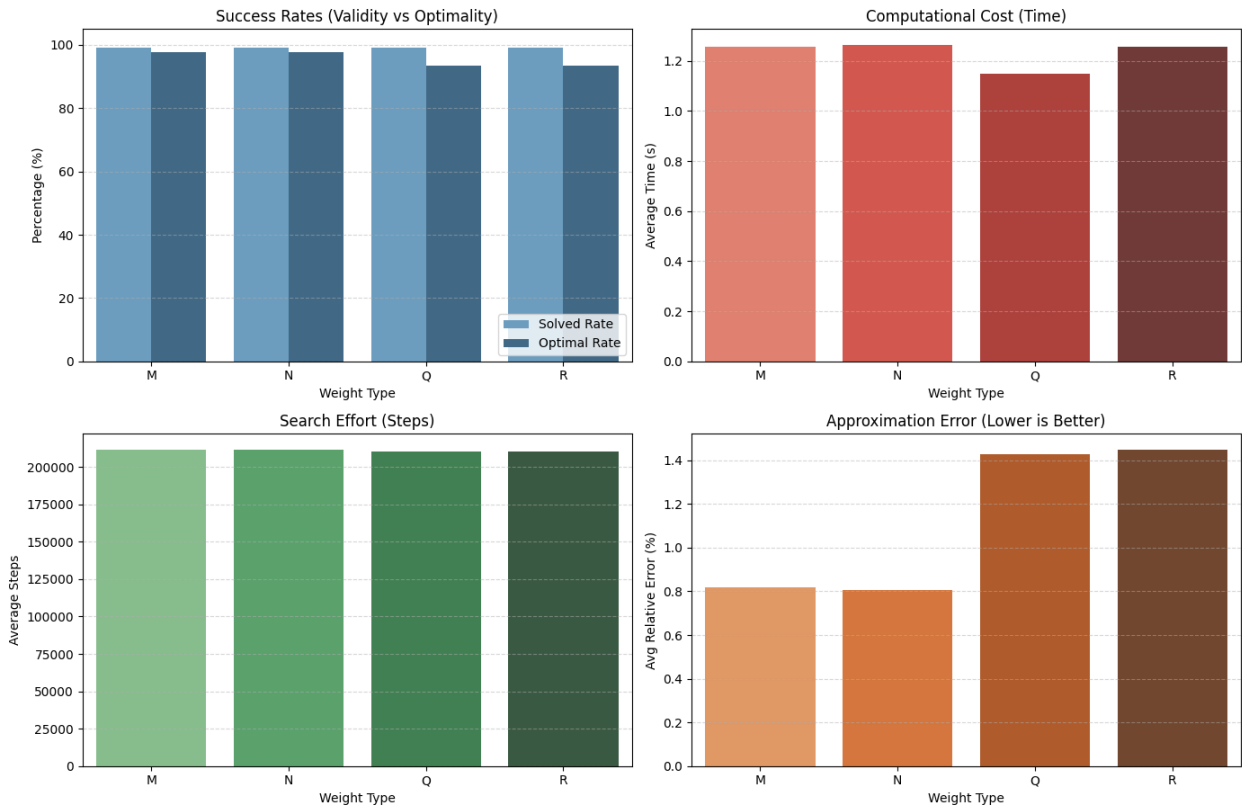 Success Rates (Validity vs Optimality)
Percentage (%)
100
80
60
40
20
0
Solved Rate
Optimal Rate
M N Q R
Weight Type
Computational Cost (Time)
Average Time (s)
1.2
1.0
0.8
0.6
0.4
0.2
0.0
M N Q R
Weight Type
Search Effort (Steps)
Average Steps
200000
175000
150000
125000
100000
75000
50000
25000
0
M N Q R
Weight Type
Approximation Error (Lower is Better)
Avg Relative Error (%)
1.4
1.2
1.0
0.8
0.6
0.4
0.2
0.0
M N Q R
Weight Type